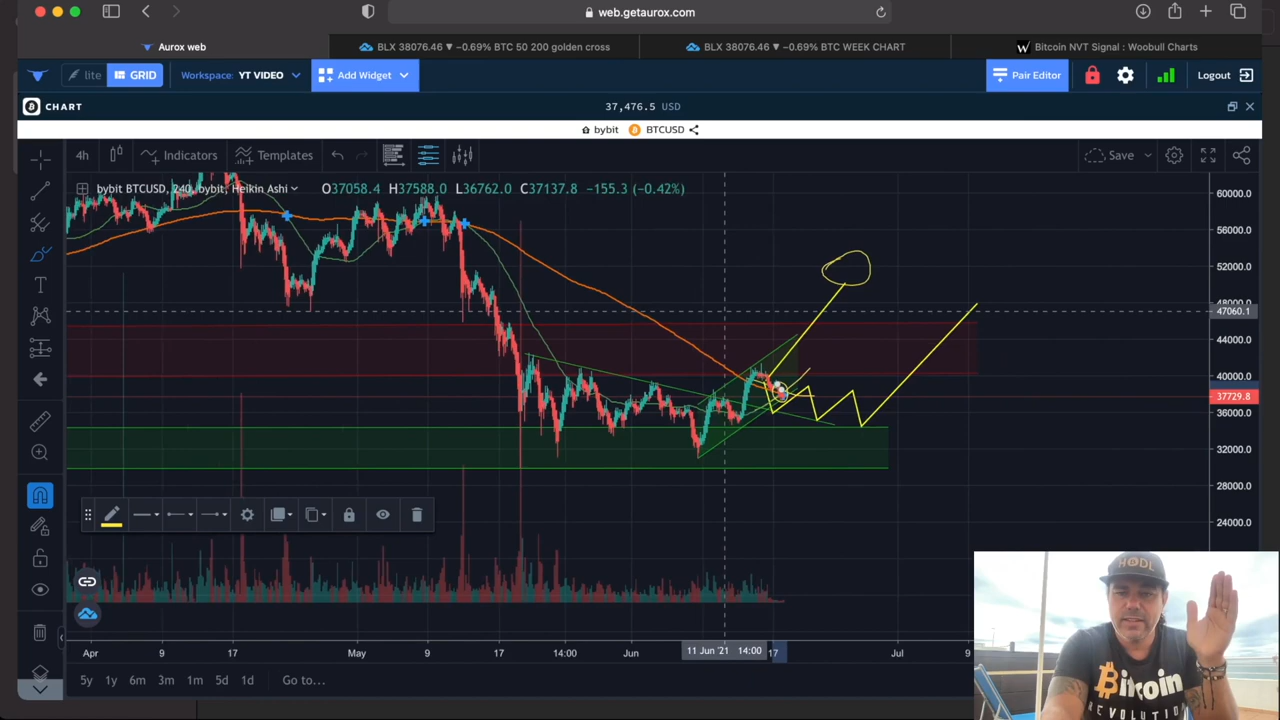 web.getaurox.com
Aurox web
BLX 38076.46 ▼ −0.69% BTC 50 200 golden cross
BLX 38076.46 ▼ −0.69% BTC WEEK CHART
W Bitcoin NVT Signal : Woobull Charts
lite GRID Workspace: YT VIDEO Add Widget Pair Editor Logout
CHART 37,476.5 USD
bybit BTCUSD
4h Indicators Templates Save
bybit BTCUSD, 240, bybit, Heikin Ashi O37058.4 H37588.0 L36762.0 C37137.8 −155.3 (−0.42%)
60000.0
56000.0
52000.0
48000.0
47060.1
44000.0
40000.0
37729.8
36000.0
32000.0
28000.0
24000.0
Apr 9 17 May 9 17 14:00 Jun 11 Jun '21 14:00 17 Jul 9
5y 1y 6m 3m 1m 5d 1d Go to...
HODL
Bitcoin
REVOLUTION